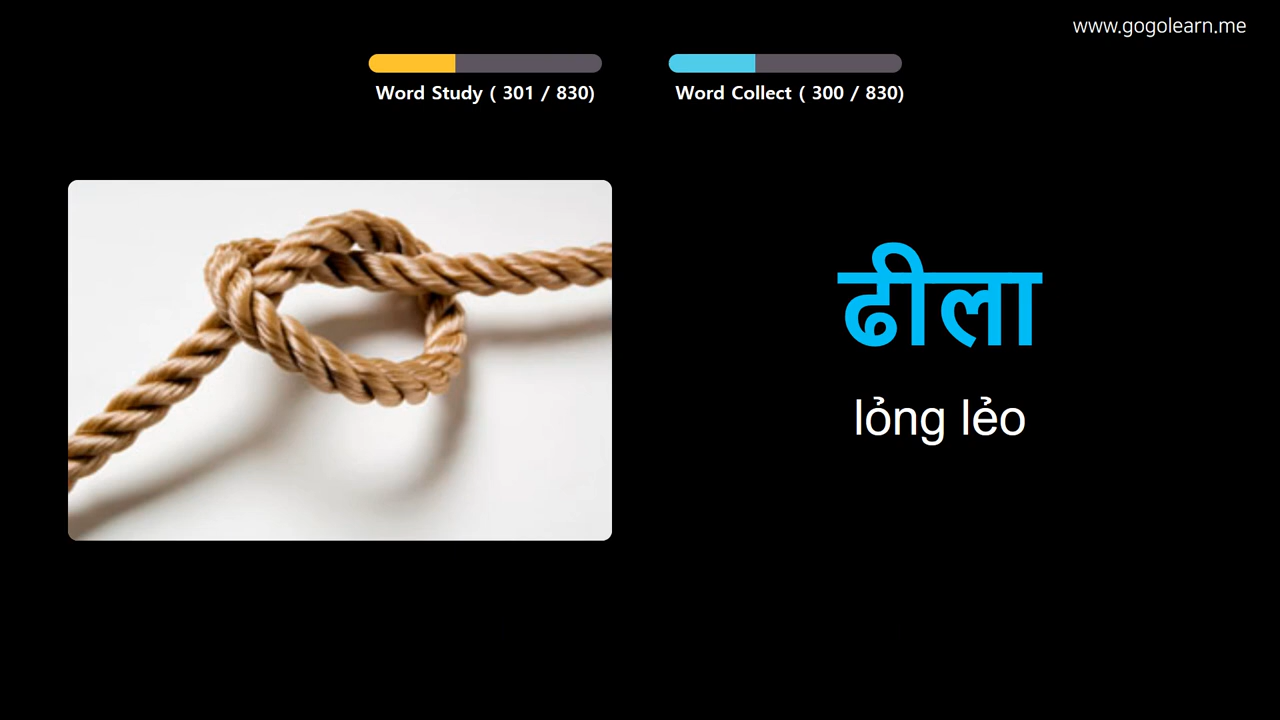 www.gogolearn.me
Word Study ( 301 / 830)
Word Collect ( 300 / 830)
ढीला
lỏng lẻo